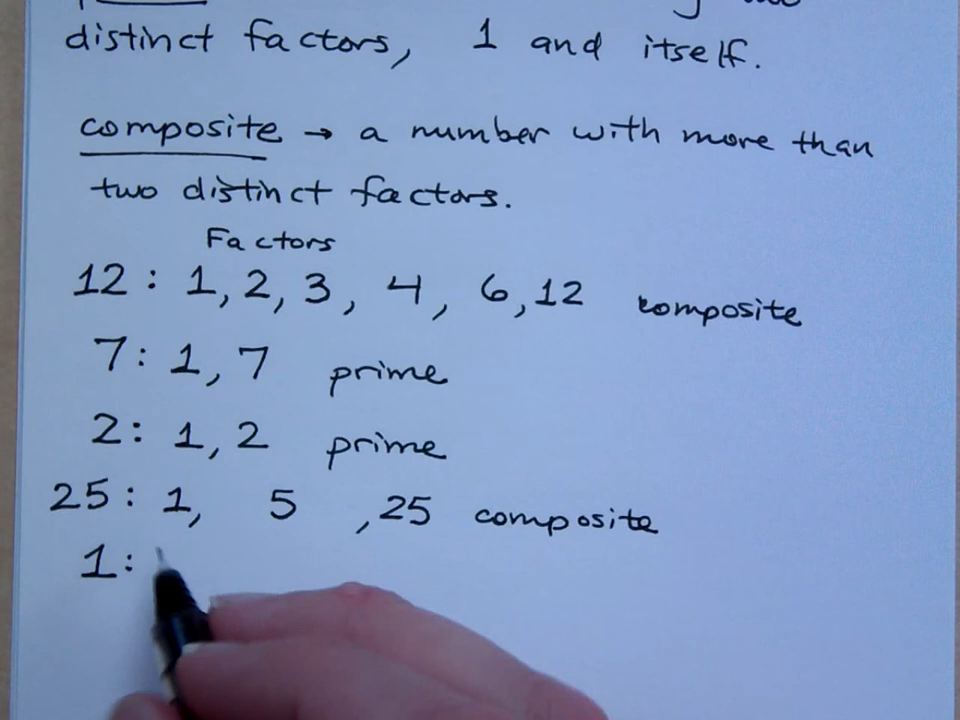 distinct factors, 1 and itself.
composite → a number with more than
two distinct factors.
Factors
12: 1, 2, 3, 4, 6, 12 composite
7: 1, 7 prime
2: 1, 2 prime
25: 1, 5 , 25 composite
1: